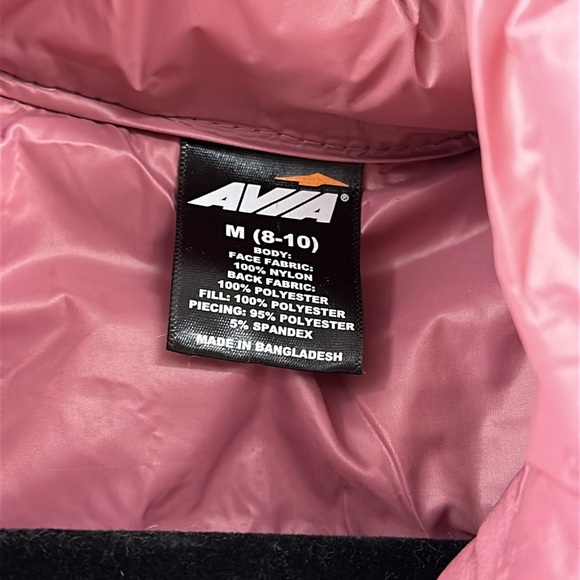 AVIA®
M (8-10)
BODY:
FACE FABRIC:
100% NYLON
BACK FABRIC:
100% POLYESTER
FILL: 100% POLYESTER
PIECING: 95% POLYESTER
5% SPANDEX
MADE IN BANGLADESH